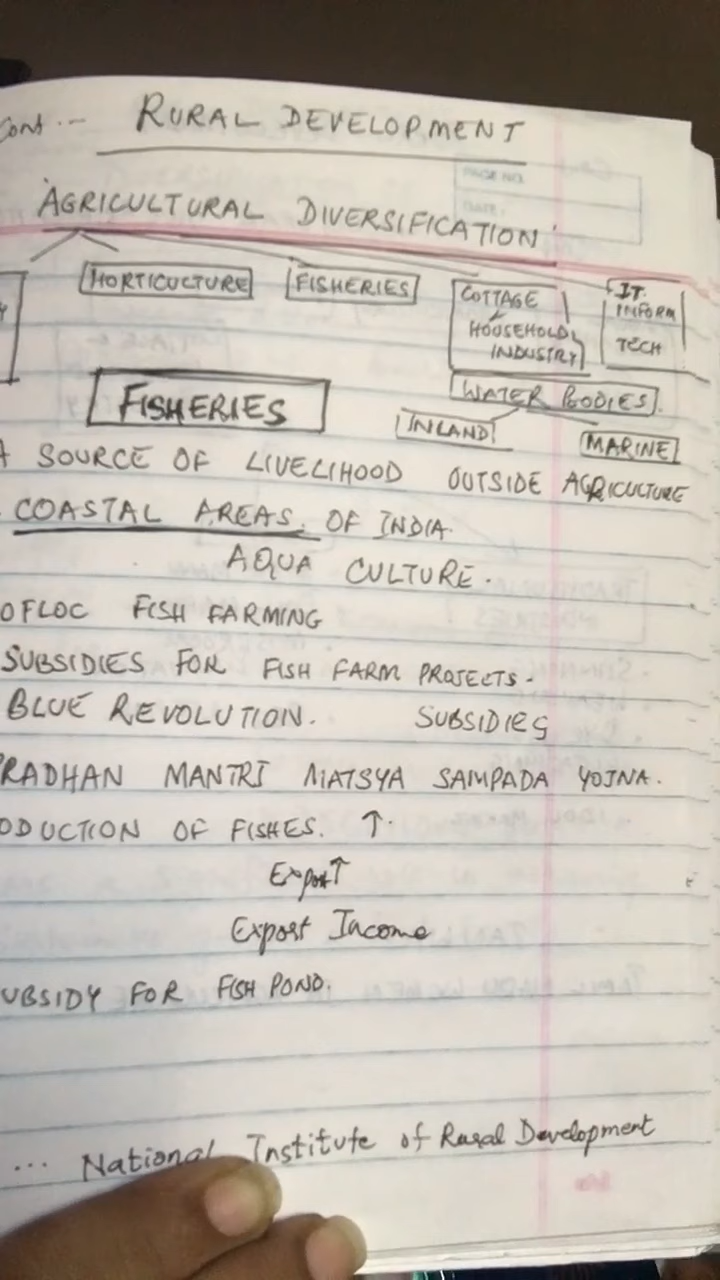 Cont ... RURAL DEVELOPMENT
PAGE NO.
DATE:
AGRICULTURAL DIVERSIFICATION
HORTICULTURE FISHERIES COTTAGE HOUSEHOLD INDUSTRY IT INFORM TECH
FISHERIES
WATER BODIES
INLAND MARINE
A SOURCE OF LIVELIHOOD OUTSIDE AGRICULTURE
COASTAL AREAS. OF INDIA.
AQUA CULTURE.
OFLOC FISH FARMING
SUBSIDIES FOR FISH FARM PROJECTS.
BLUE REVOLUTION. SUBSIDIES
RADHAN MANTRI MATSYA SAMPADA YOJNA.
ODUCTION OF FISHES. ↑.
Export↑
Export Income
UBSIDY FOR FISH POND.
... National Institute of Rural Development